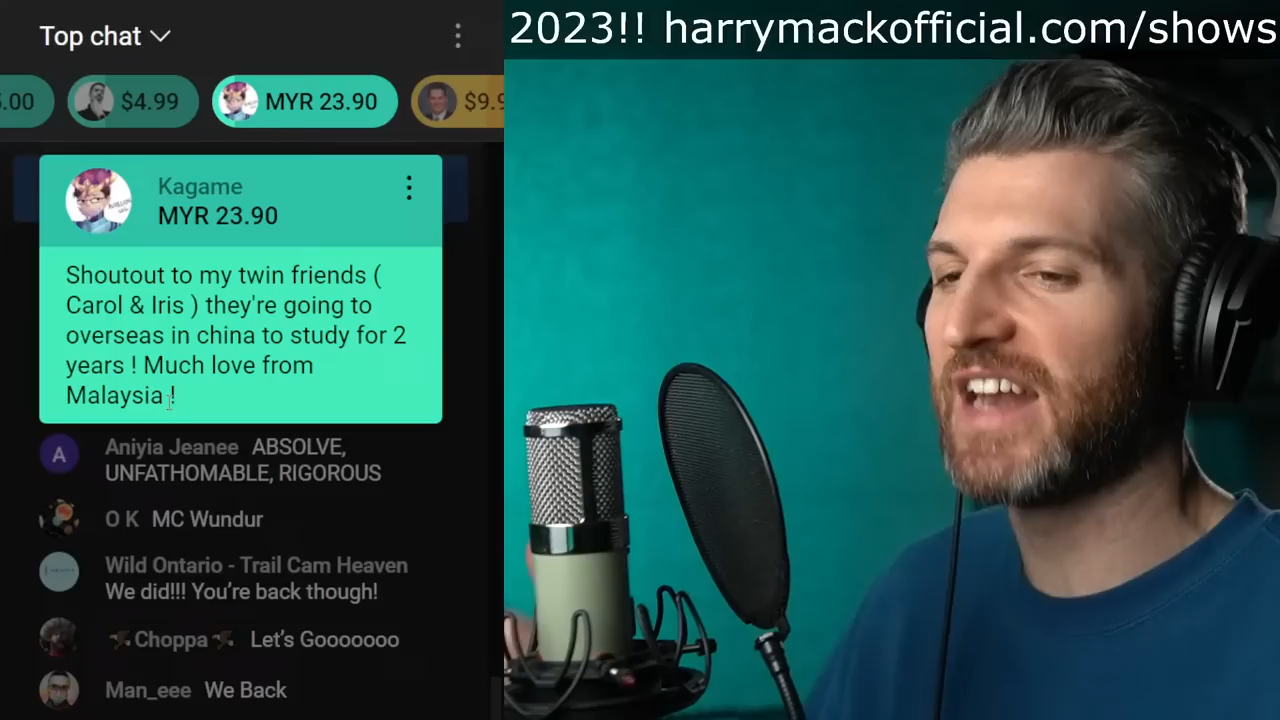 2023!! harrymackofficial.com/shows
Top chat
5.00
$4.99
MYR 23.90
$9.9
Kagame
MYR 23.90
Shoutout to my twin friends (
Carol & Iris ) they're going to
overseas in china to study for 2
years ! Much love from
Malaysia !
A
Aniyia Jeanee ABSOLVE,
UNFATHOMABLE, RIGOROUS
O K MC Wundur
Wild Ontario - Trail Cam Heaven
We did!!! You’re back though!
Choppa Let’s Gooooooo
Man_eee We Back